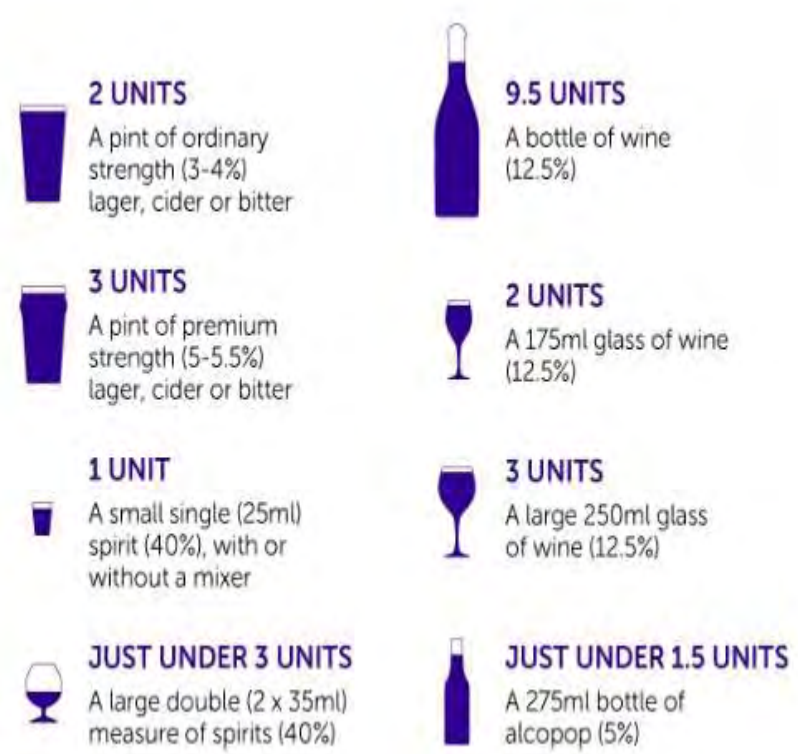 2 UNITS
A pint of ordinary
strength (3-4%)
lager, cider or bitter
9.5 UNITS
A bottle of wine
(12.5%)
3 UNITS
A pint of premium
strength (5-5.5%)
lager, cider or bitter
2 UNITS
A 175ml glass of wine
(12.5%)
1 UNIT
A small single (25ml)
spirit (40%), with or
without a mixer
3 UNITS
A large 250ml glass
of wine (12.5%)
JUST UNDER 3 UNITS
A large double (2 x 35ml)
measure of spirits (40%)
JUST UNDER 1.5 UNITS
A 275ml bottle of
alcopop (5%)